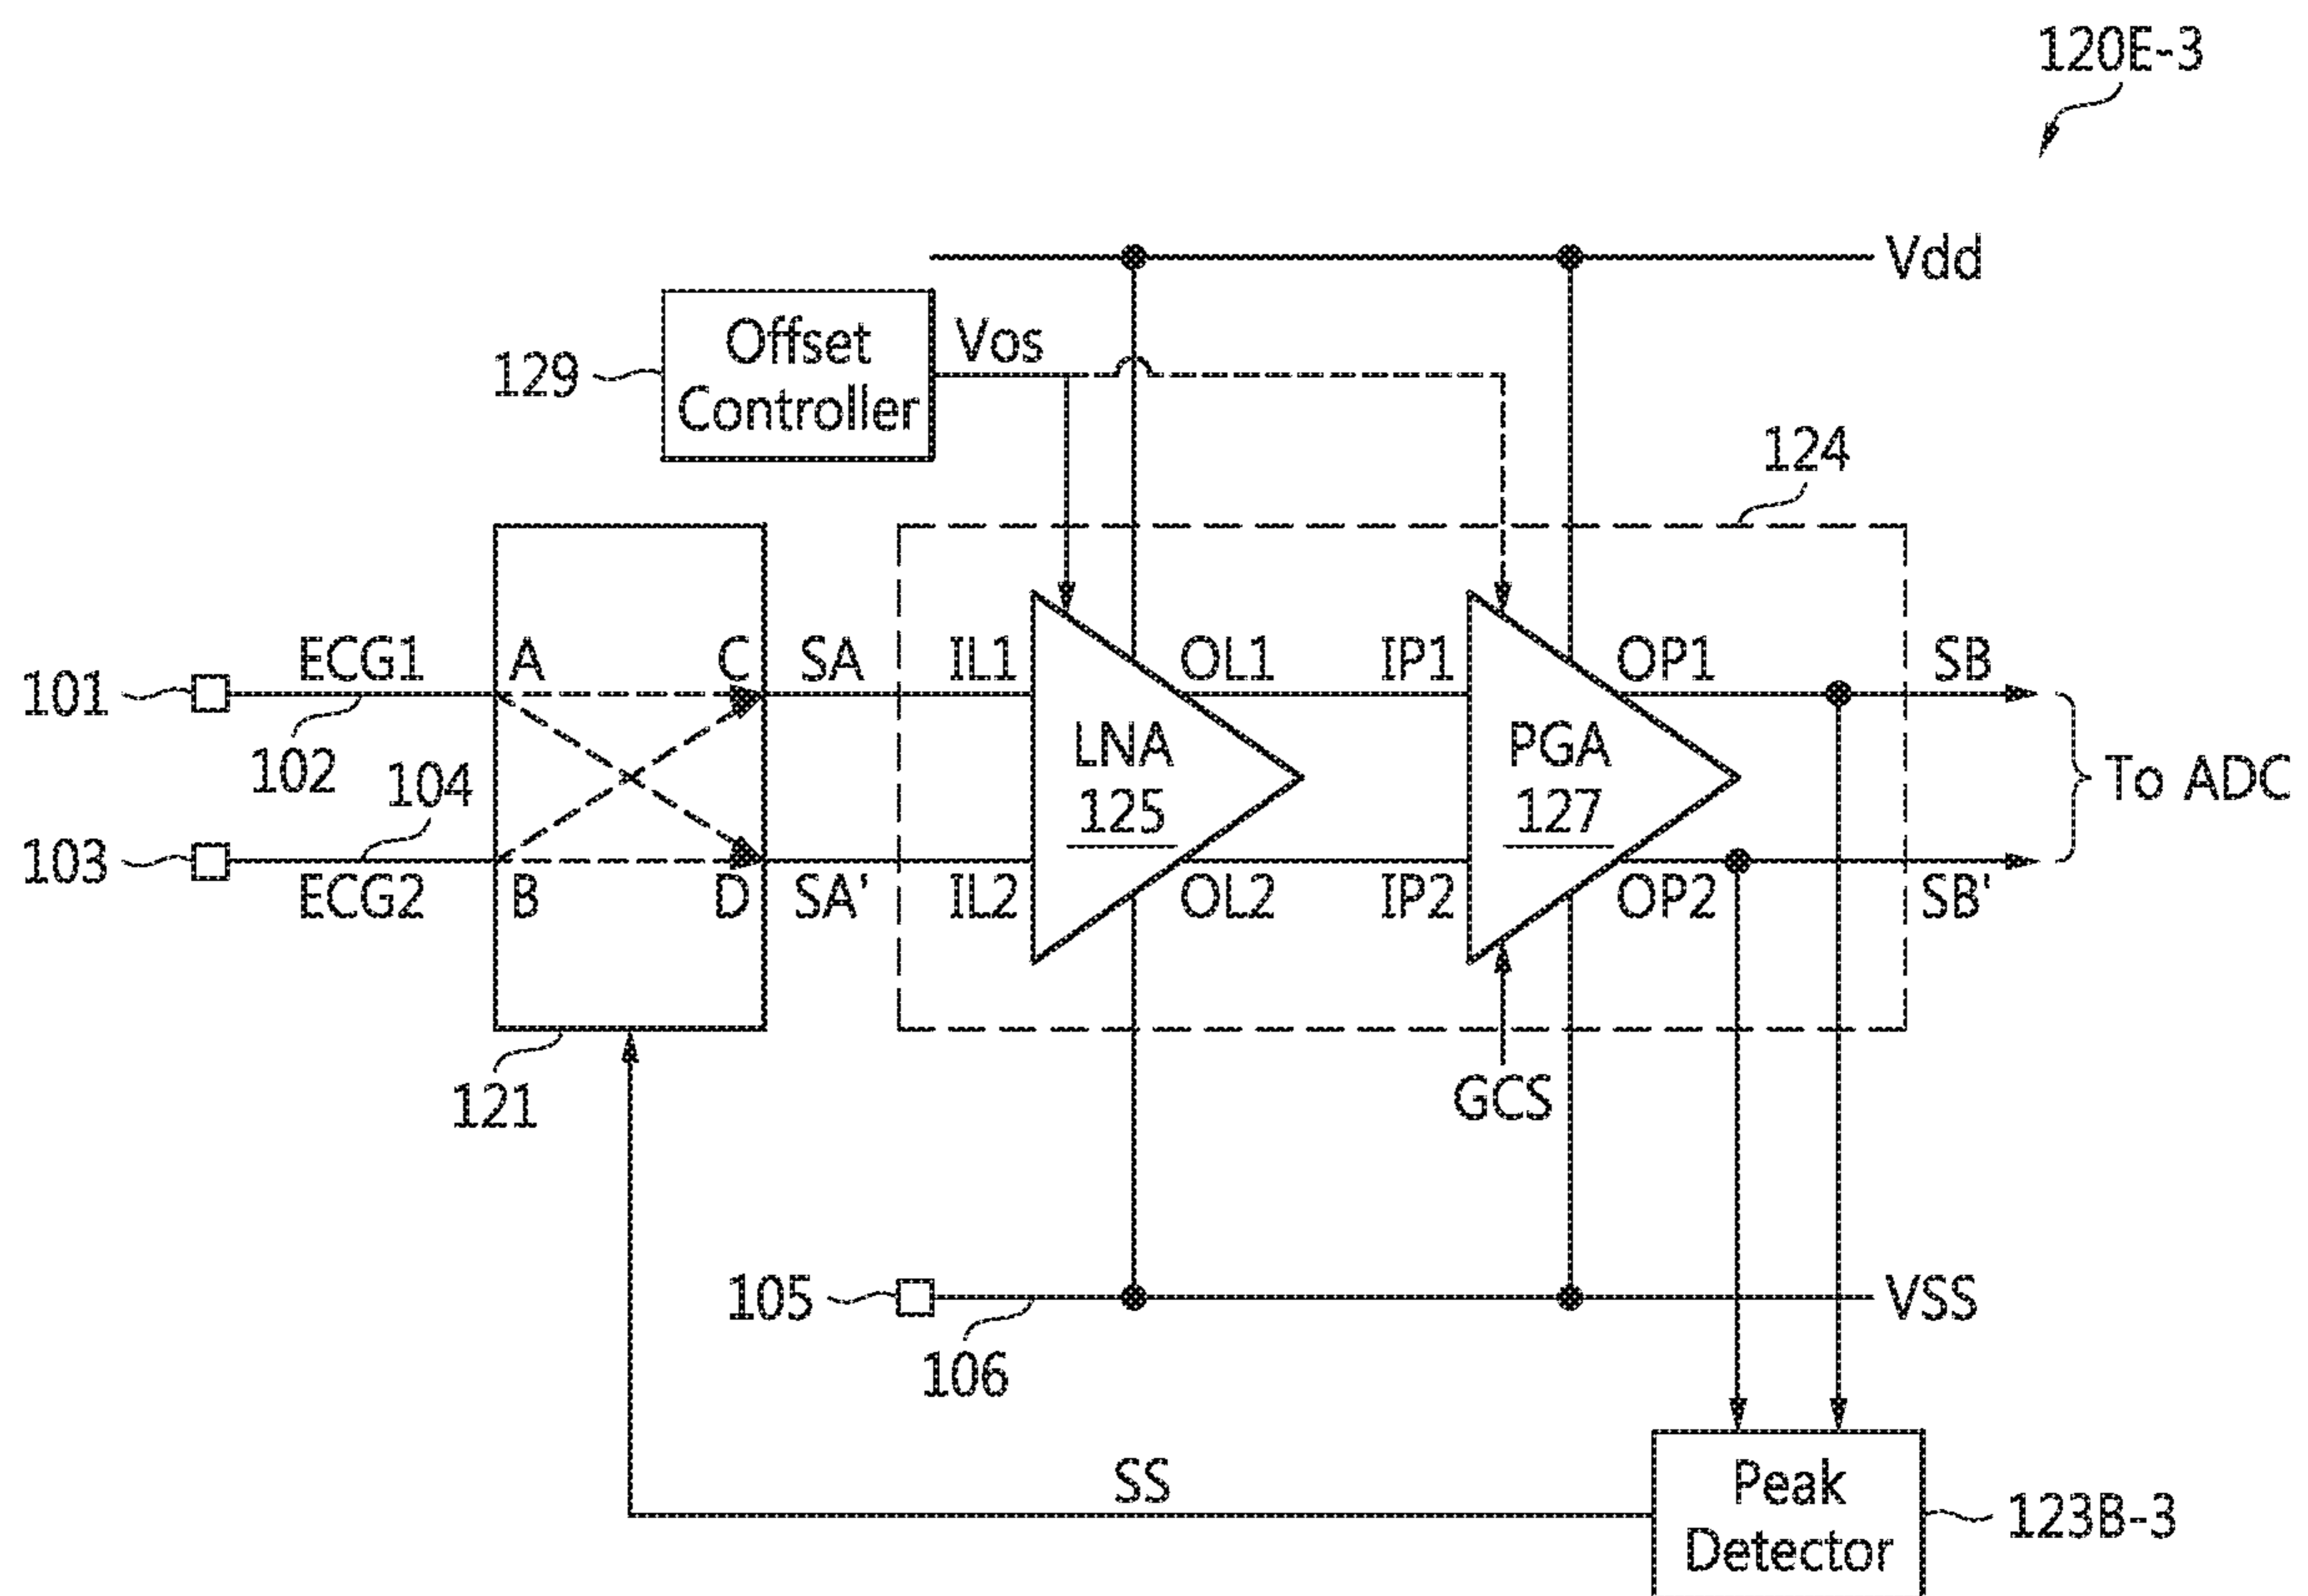 120E-3
Vdd
Offset
Controller
Vos
129
124
ECG1
A
C
SA
IL1
OL1
IP1
OP1
SB
101
102
104
LNA
125
PGA
127
To ADC
103
ECG2
B
D
SA'
IL2
OL2
IP2
OP2
SB'
121
GCS
105
VSS
106
SS
Peak
Detector
123B-3